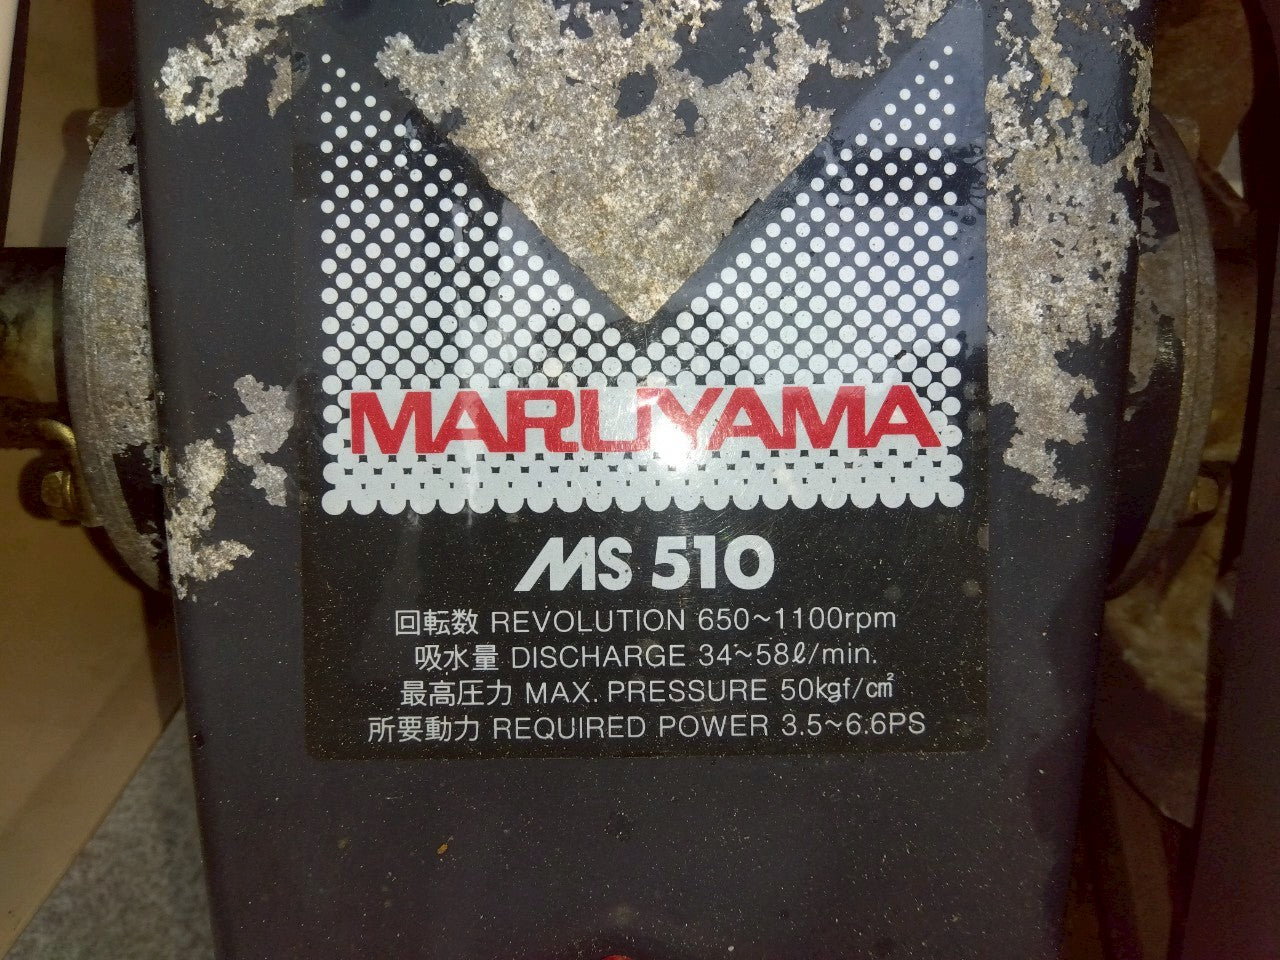 MARUYAMA
MS 510
回転数 REVOLUTION 650~1100rpm
吸水量 DISCHARGE 34~58ℓ/min.
最高圧力 MAX. PRESSURE 50kgf/cm²
所要動力 REQUIRED POWER 3.5~6.6PS